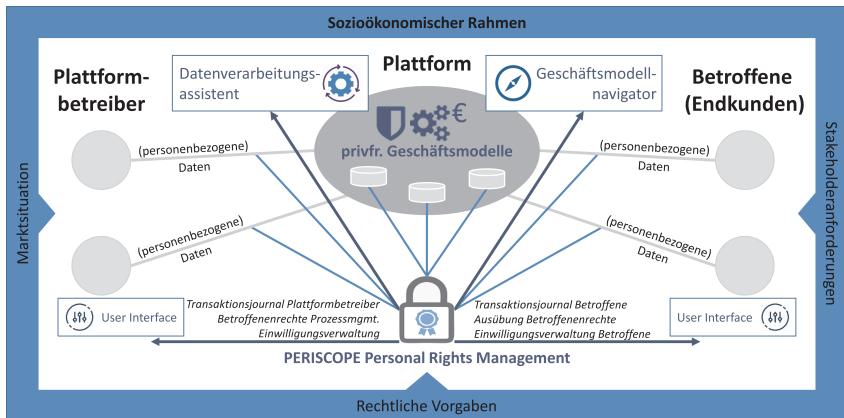 Sozioökonomischer Rahmen
Plattform-
betreiber
Datenverarbeitungs-
assistent
Plattform
Geschäftsmodell-
navigator
Betroffene
(Endkunden)
€
privfr. Geschäftsmodelle
(personenbezogene)
Daten
(personenbezogene)
Daten
(personenbezogene)
Daten
(personenbezogene)
Daten
Marktsituation
Stakeholderanforderungen
User Interface
Transaktionsjournal Plattformbetreiber
Betroffenenrechte Prozessmgmt.
Einwilligungsverwaltung
Transaktionsjournal Betroffene
Ausübung Betroffenenrechte
Einwilligungsverwaltung Betroffene
User Interface
PERISCOPE Personal Rights Management
Rechtliche Vorgaben